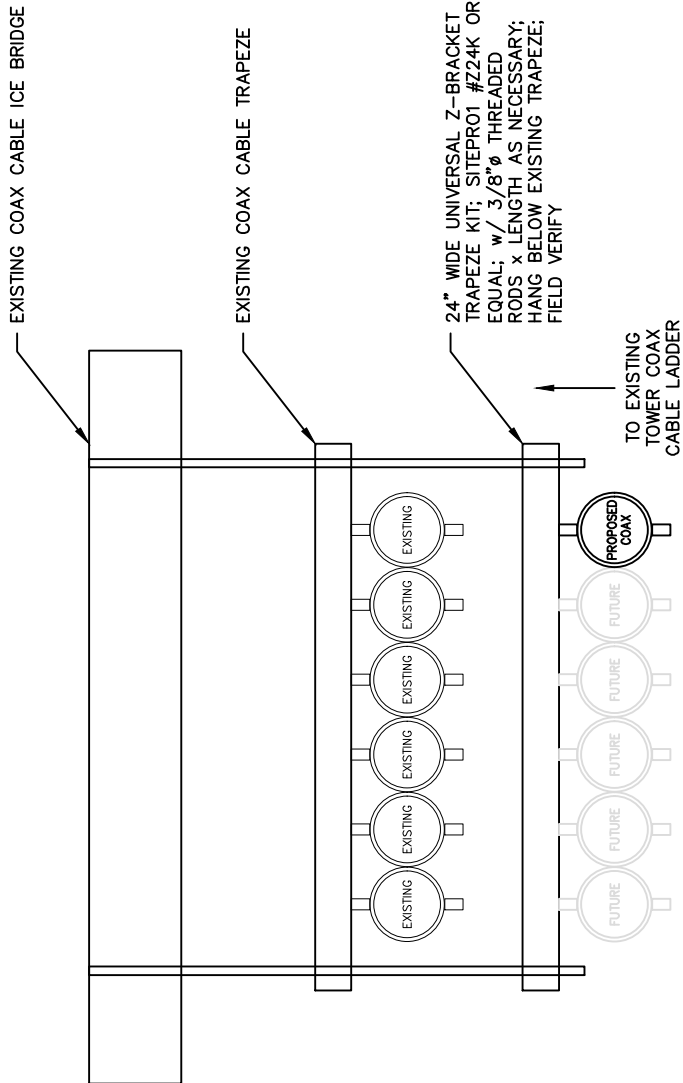 EXISTING COAX CABLE ICE BRIDGE
EXISTING COAX CABLE TRAPEZE
24" WIDE UNIVERSAL Z-BRACKET
TRAPEZE KIT; SITEPRO1 #Z24K OR
EQUAL; w/ 3/8"ø THREADED
RODS x LENGTH AS NECESSARY;
HANG BELOW EXISTING TRAPEZE;
FIELD VERIFY
TO EXISTING
TOWER COAX
CABLE LADDER
EXISTING
EXISTING
EXISTING
EXISTING
EXISTING
EXISTING
FUTURE
FUTURE
FUTURE
FUTURE
FUTURE
PROPOSED
COAX